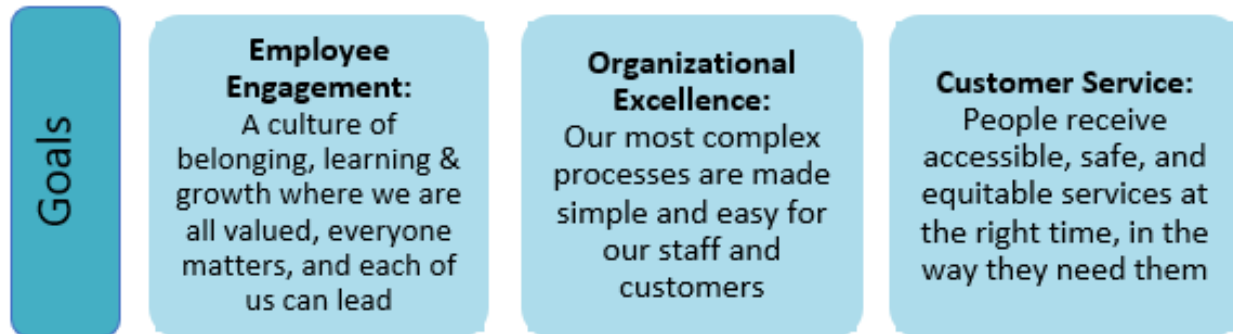 Goals
Employee
Engagement:
A culture of
belonging, learning &
growth where we are
all valued, everyone
matters, and each of
us can lead
Organizational
Excellence:
Our most complex
processes are made
simple and easy for
our staff and
customers
Customer Service:
People receive
accessible, safe, and
equitable services at
the right time, in the
way they need them